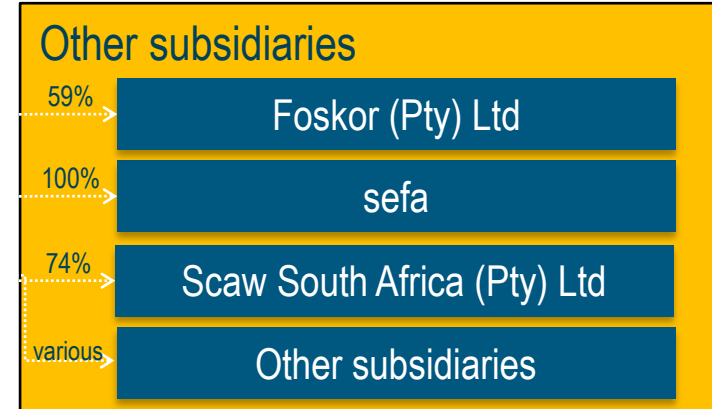 Other subsidiaries
59%
Foskor (Pty) Ltd
100%
sefa
74%
Scaw South Africa (Pty) Ltd
various
Other subsidiaries